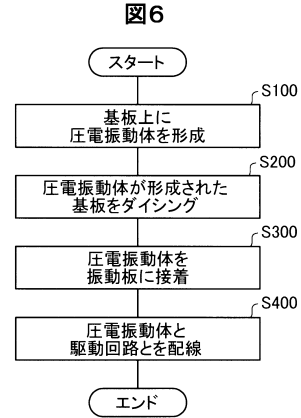 図6
スタート
S100
基板上に
圧電振動体を形成
S200
圧電振動体が形成された
基板をダイシング
S300
圧電振動体を
振動板に接着
S400
圧電振動体と
駆動回路とを配線
エンド